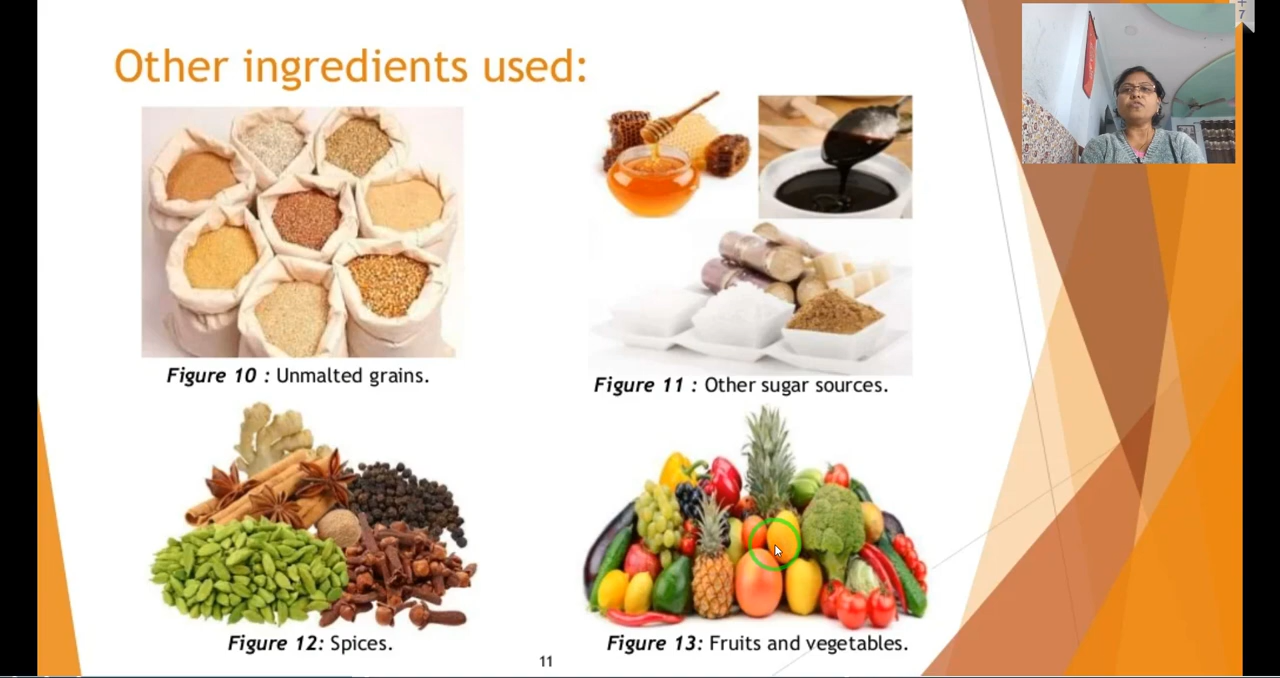 Other ingredients used:
Figure 10 : Unmalted grains.
Figure 11 : Other sugar sources.
Figure 12: Spices.
Figure 13: Fruits and vegetables.
11
+
7